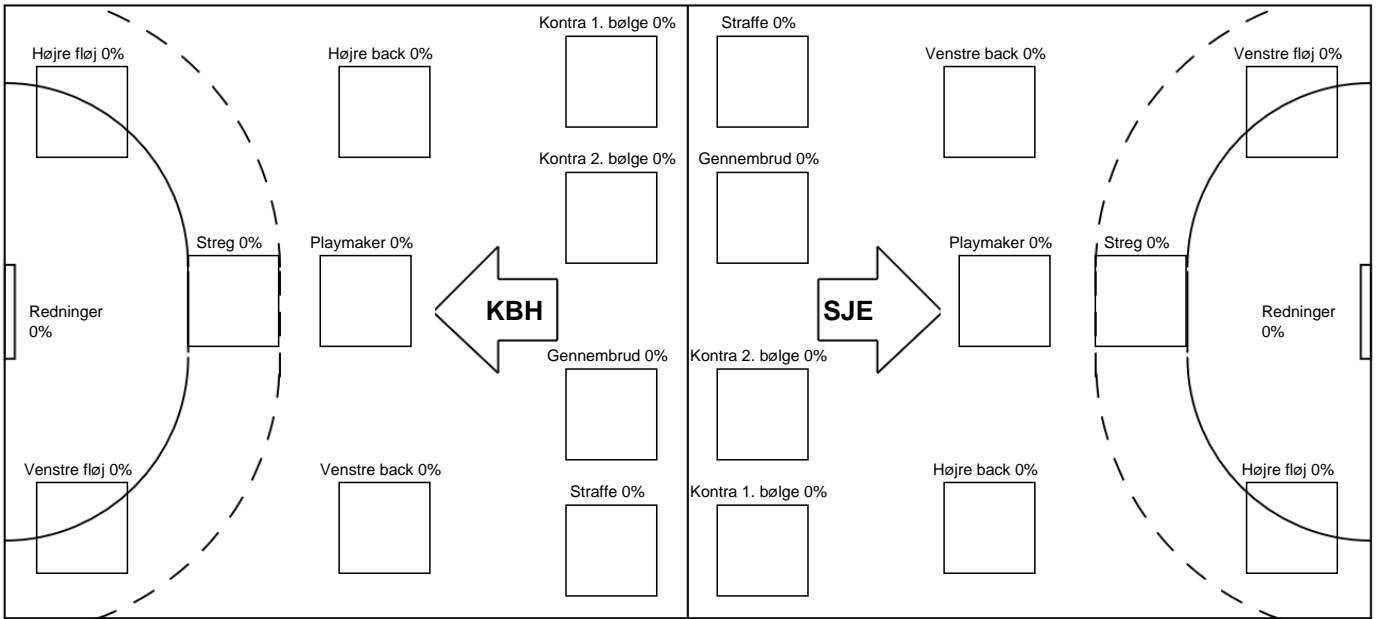 Kontra 1. bølge 0%
Straffe 0%
Højre fløj 0%
Højre back 0%
Venstre back 0%
Venstre fløj 0%
Kontra 2. bølge 0%
Gennembrud 0%
Streg 0%
Playmaker 0%
Playmaker 0%
Streg 0%
KBH
SJE
Redninger
0%
Redninger
0%
Gennembrud 0%
Kontra 2. bølge 0%
Venstre fløj 0%
Venstre back 0%
Højre back 0%
Højre fløj 0%
Straffe 0%
Kontra 1. bølge 0%